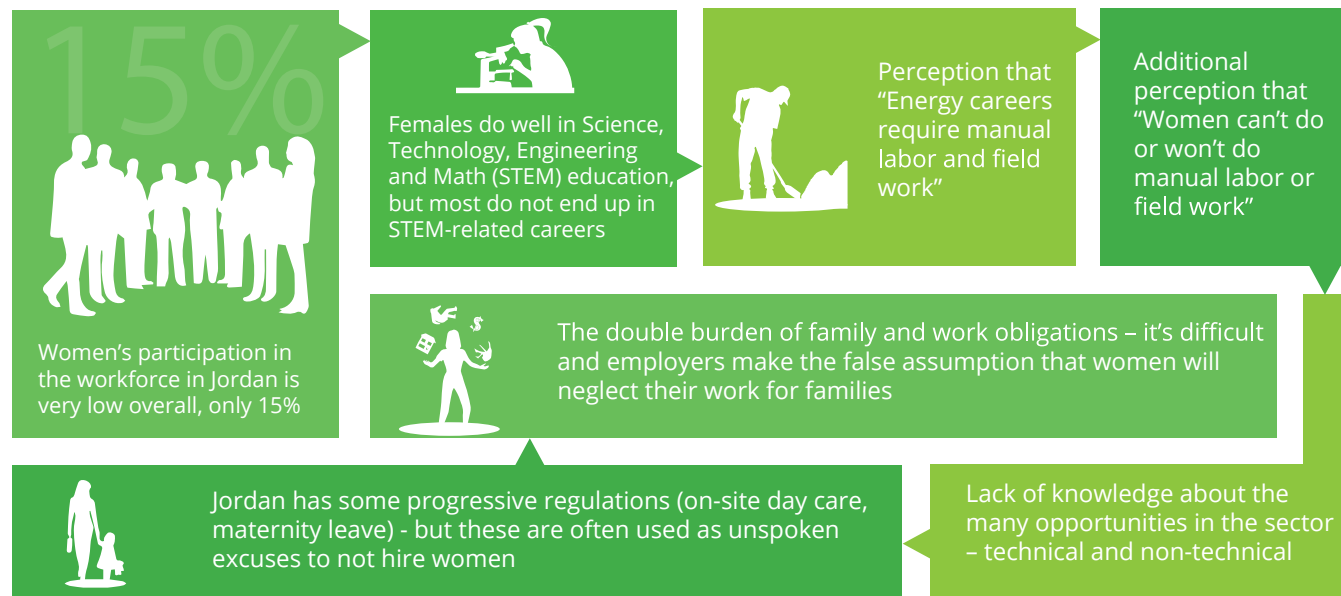 15%
Women’s participation in
the workforce in Jordan is
very low overall, only 15%
Females do well in Science,
Technology, Engineering
and Math (STEM) education,
but most do not end up in
STEM-related careers
Perception that
“Energy careers
require manual
labor and field
work”
Additional
perception that
“Women can’t do
or won’t do
manual labor or
field work”
Lack of knowledge about the
many opportunities in the sector
– technical and non-technical
Jordan has some progressive regulations (on-site day care,
maternity leave) - but these are often used as unspoken
excuses to not hire women
$
The double burden of family and work obligations – it’s difficult
and employers make the false assumption that women will
neglect their work for families